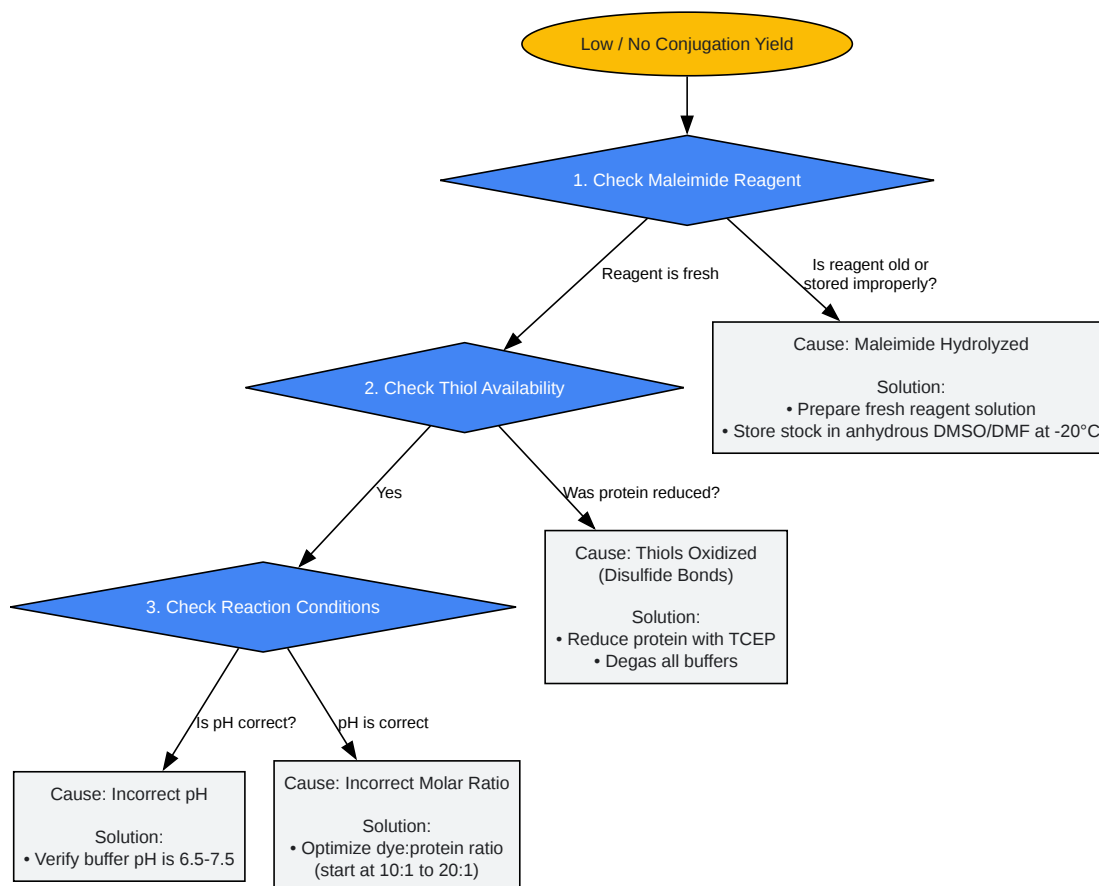 Low / No Conjugation Yield
1. Check Maleimide Reagent
Reagent is fresh
Is reagent old or
stored improperly?
Cause: Maleimide Hydrolyzed
Solution:
• Prepare fresh reagent solution
• Store stock in anhydrous DMSO/DMF at -20°C
2. Check Thiol Availability
Yes
Was protein reduced?
Cause: Thiols Oxidized
(Disulfide Bonds)
Solution:
• Reduce protein with TCEP
• Degas all buffers
3. Check Reaction Conditions
Is pH correct?
pH is correct
Cause: Incorrect pH
Solution:
• Verify buffer pH is 6.5-7.5
Cause: Incorrect Molar Ratio
Solution:
• Optimize dye:protein ratio
(start at 10:1 to 20:1)